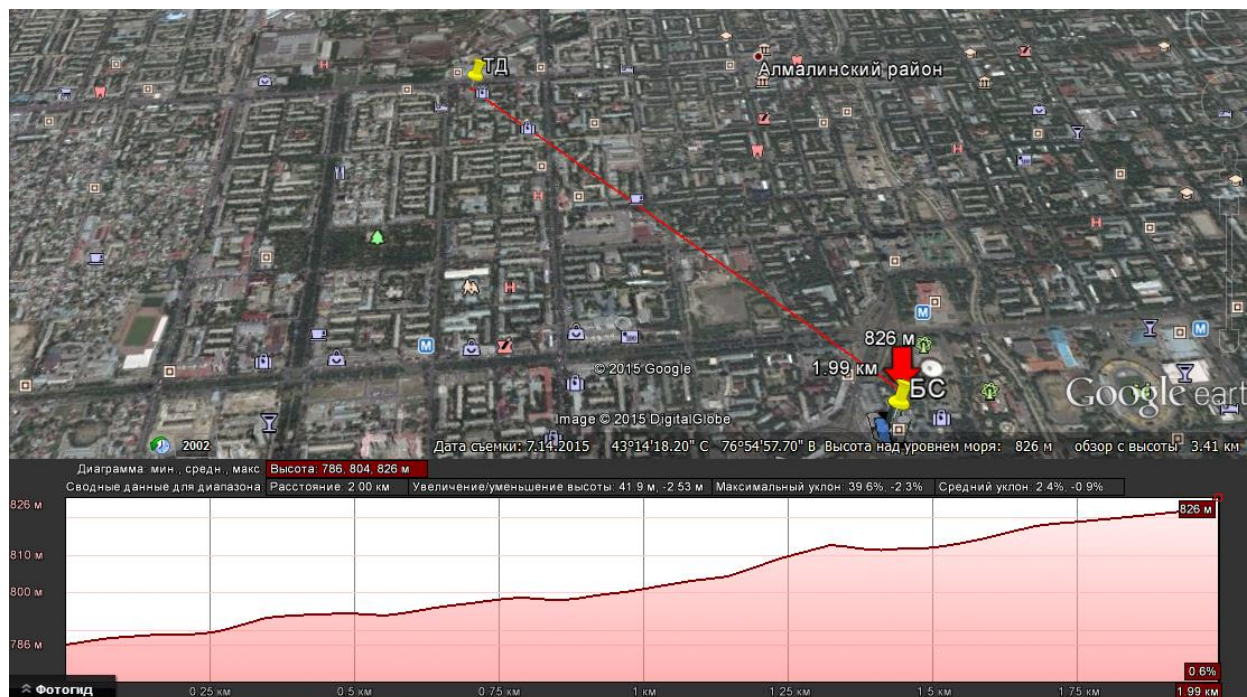 ТД
Алмалинский район
826 м
1.99 км
БС
© 2015 Google
Google eart
Image © 2015 DigitalGlobe
2002
Дата съемки: 7.14.2015 43°14'18.20" С 76°54'57.70" В Высота над уровнем моря: 826 м обзор с высоты 3.41 км
Диаграмма: мин., средн., макс. Высота: 786, 804, 826 м
Сводные данные для диапазона: Расстояние: 2.00 км Увеличение/уменьшение высоты: 41.9 м, -2.53 м Максимальный уклон: 39.6%, -2.3% Средний уклон: 2.4%, -0.9%
826 м
826 м
810 м
800 м
786 м
0.6%
Фотогид 0.25 км 0.5 км 0.75 км 1 км 1.25 км 1.5 км 1.75 км 1.99 км